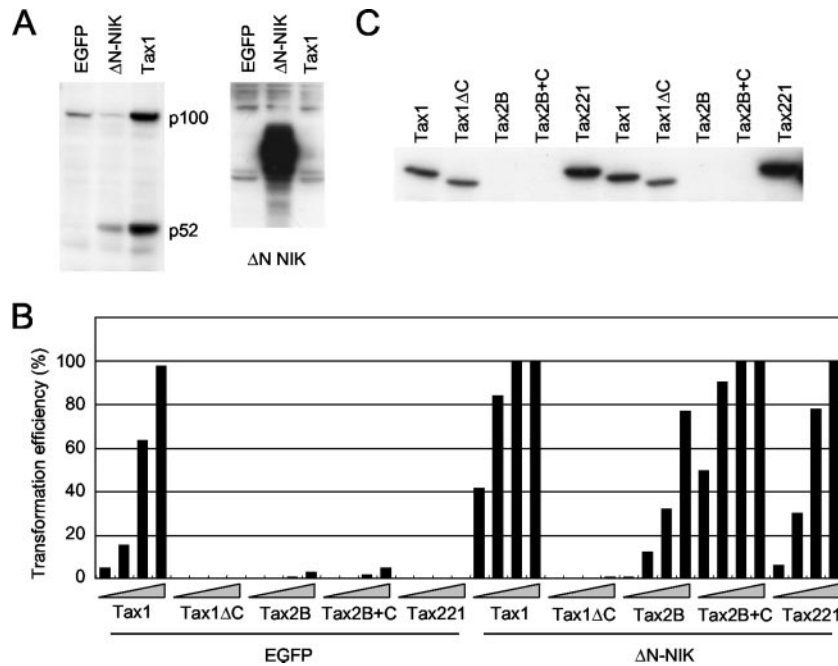 A
EGFP
ΔN-NIK
Tax1
p100
p52
EGFP
ΔN-NIK
Tax1
ΔN NIK
C
Tax1
Tax1ΔC
Tax2B
Tax2B+C
Tax221
Tax1
Tax1ΔC
Tax2B
Tax2B+C
Tax221
B
Transformation efficiency (%)
100
80
60
40
20
0
Tax1 Tax1ΔC Tax2B Tax2B+C Tax221 Tax1 Tax1ΔC Tax2B Tax2B+C Tax221
EGFP ΔN-NIK